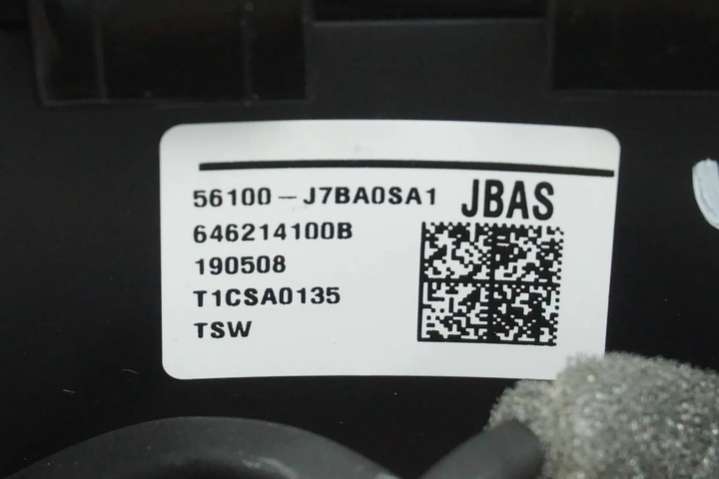 56100-J7BA0SA1 JBAS
646214100B
190508
T1CSA0135
TSW